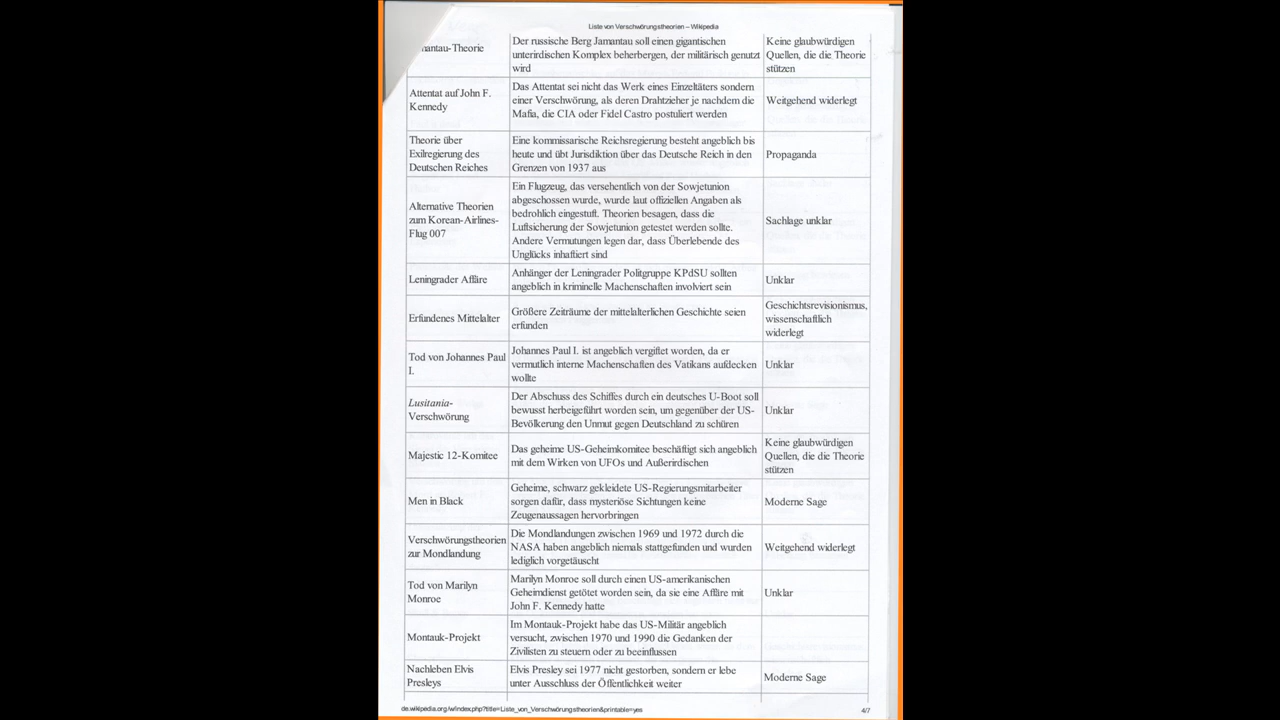 Liste von Verschwörungstheorien – Wikipedia
mantau-Theorie
Der russische Berg Jamantau soll einen gigantischen
unterirdischen Komplex beherbergen, der militärisch genutzt
wird
Keine glaubwürdigen
Quellen, die die Theorie
stützen
Attentat auf John F.
Kennedy
Das Attentat sei nicht das Werk eines Einzeltäters sondern
einer Verschwörung, als deren Drahtzieher je nachdem die
Mafia, die CIA oder Fidel Castro postuliert werden
Weitgehend widerlegt
Theorie über
Exilregierung des
Deutschen Reiches
Eine kommissarische Reichsregierung besteht angeblich bis
heute und übt Jurisdiktion über das Deutsche Reich in den
Grenzen von 1937 aus
Propaganda
Alternative Theorien
zum Korean-Airlines-
Flug 007
Ein Flugzeug, das versehentlich von der Sowjetunion
abgeschossen wurde, wurde laut offiziellen Angaben als
bedrohlich eingestuft. Theorien besagen, dass die
Luftsicherung der Sowjetunion getestet werden sollte.
Andere Vermutungen legen dar, dass Überlebende des
Unglücks inhaftiert sind
Sachlage unklar
Leningrader Affäre
Anhänger der Leningrader Politgruppe KPdSU sollten
angeblich in kriminelle Machenschaften involviert sein
Unklar
Erfundenes Mittelalter
Größere Zeiträume der mittelalterlichen Geschichte seien
erfunden
Geschichtsrevisionismus,
wissenschaftlich
widerlegt
Tod von Johannes Paul
I.
Johannes Paul I. ist angeblich vergiftet worden, da er
vermutlich interne Machenschaften des Vatikans aufdecken
wollte
Unklar
Lusitania-
Verschwörung
Der Abschuss des Schiffes durch ein deutsches U-Boot soll
bewusst herbeigeführt worden sein, um gegenüber der US-
Bevölkerung den Unmut gegen Deutschland zu schüren
Unklar
Majestic 12-Komitee
Das geheime US-Geheimkomitee beschäftigt sich angeblich
mit dem Wirken von UFOs und Außerirdischen
Keine glaubwürdigen
Quellen, die die Theorie
stützen
Men in Black
Geheime, schwarz gekleidete US-Regierungsmitarbeiter
sorgen dafür, dass mysteriöse Sichtungen keine
Zeugenaussagen hervorbringen
Moderne Sage
Verschwörungstheorien
zur Mondlandung
Die Mondlandungen zwischen 1969 und 1972 durch die
NASA haben angeblich niemals stattgefunden und wurden
lediglich vorgetäuscht
Weitgehend widerlegt
Tod von Marilyn
Monroe
Marilyn Monroe soll durch einen US-amerikanischen
Geheimdienst getötet worden sein, da sie eine Affäre mit
John F. Kennedy hatte
Unklar
Montauk-Projekt
Im Montauk-Projekt habe das US-Militär angeblich
versucht, zwischen 1970 und 1990 die Gedanken der
Zivilisten zu steuern oder zu beeinflussen
Nachleben Elvis
Presleys
Elvis Presley sei 1977 nicht gestorben, sondern er lebe
unter Ausschluss der Öffentlichkeit weiter
Moderne Sage
de.wikipedia.org/w/index.php?title=Liste_von_Verschwörungstheorien&printable=yes
4/7